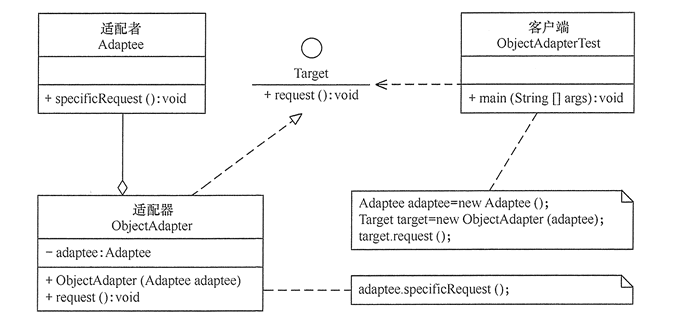 适配者
Adaptee
+ specificRequest ():void
Target
+ request ():void
客户端
ObjectAdapterTest
+ main (String [] args):void
适配器
ObjectAdapter
- adaptee:Adaptee
+ ObjectAdapter (Adaptee adaptee)
+ request ():void
Adaptee adaptee=new Adaptee ();
Target target=new ObjectAdapter (adaptee);
target.request ();
adaptee.specificRequest ();